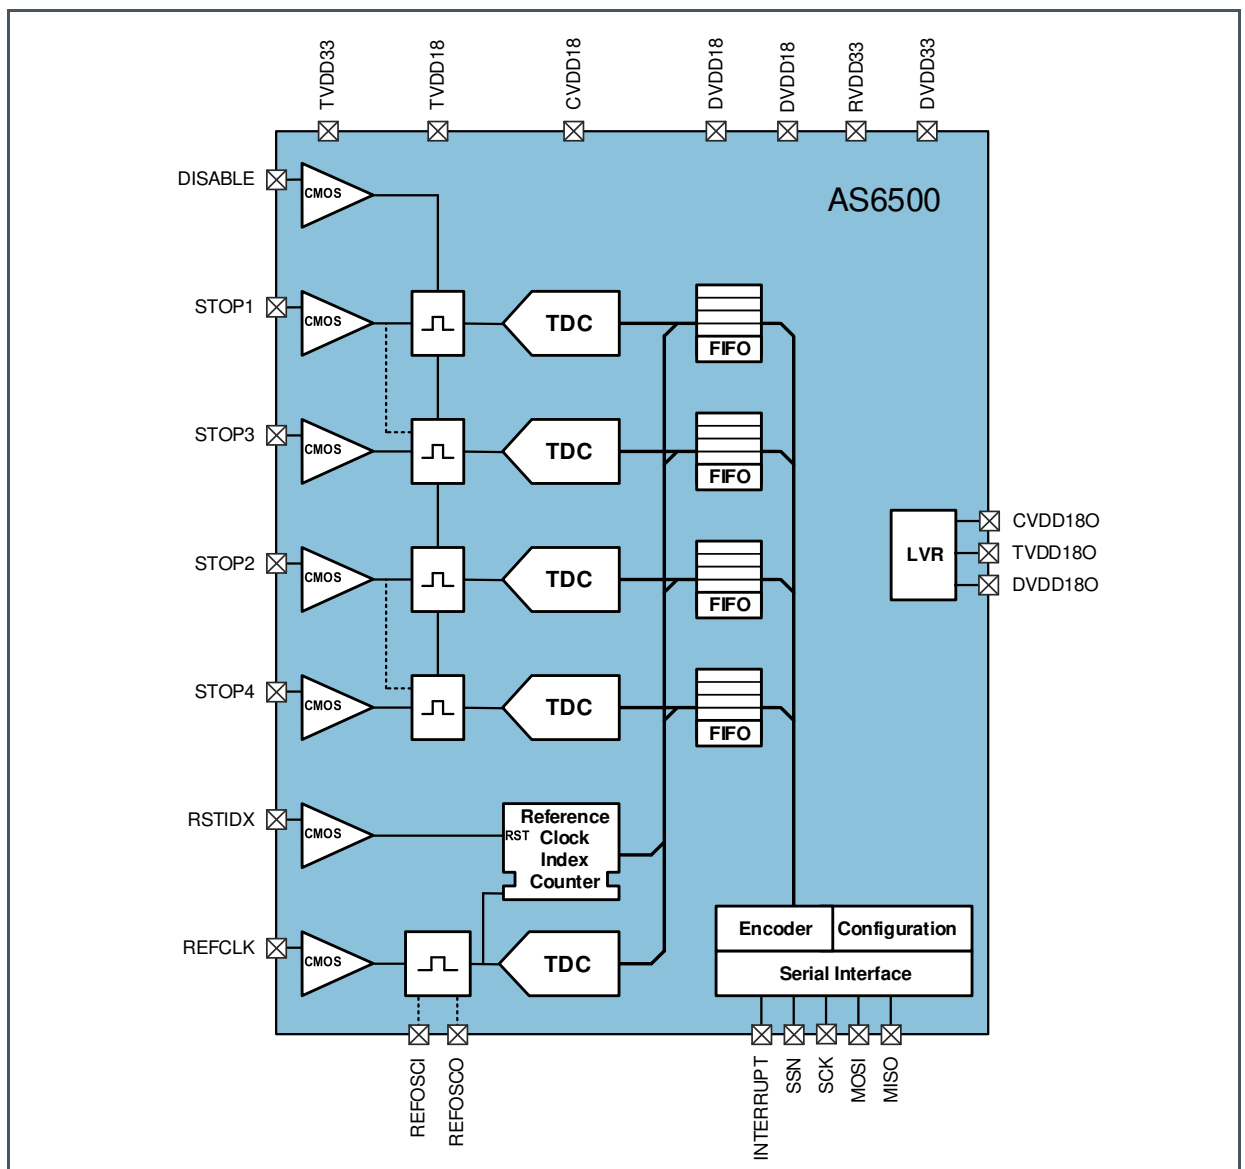 TVDD33
TVDD18
CVDD18
DVDD18
DVDD18
RVDD33
DVDD33
AS6500
DISABLE
CMOS
STOP1
CMOS
TDC
FIFO
STOP3
CMOS
TDC
FIFO
STOP2
CMOS
TDC
FIFO
LVR
CVDD18O
TVDD18O
DVDD18O
STOP4
CMOS
TDC
FIFO
RSTIDX
CMOS
RST
Reference
Clock
Index
Counter
REFCLK
CMOS
TDC
Encoder
Configuration
Serial Interface
REFOSCI
REFOSCO
INTERRUPT
SSN
SCK
MOSI
MISO